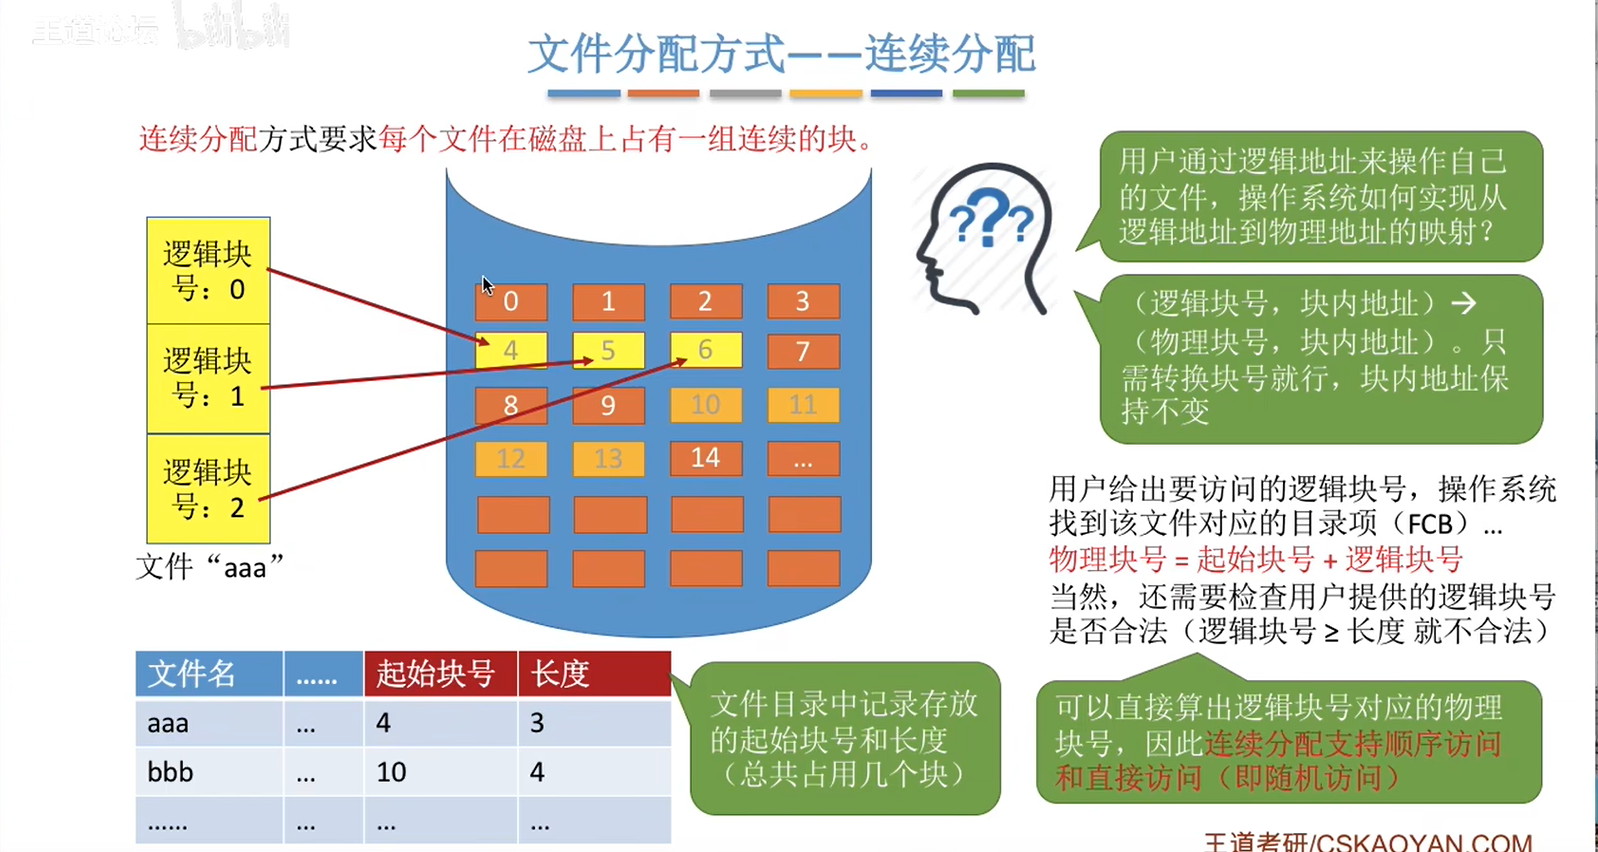 王道论坛 bilibili
文件分配方式——连续分配
连续分配方式要求每个文件在磁盘上占有一组连续的块。
逻辑块
号：0
逻辑块
号：1
逻辑块
号：2
文件“aaa”
0 1 2 3
4 5 6 7
8 9 10 11
12 13 14 ...
???
用户通过逻辑地址来操作自己
的文件，操作系统如何实现从
逻辑地址到物理地址的映射？
（逻辑块号，块内地址）→
（物理块号，块内地址）。只
需转换块号就行，块内地址保
持不变
用户给出要访问的逻辑块号，操作系统
找到该文件对应的目录项（FCB）...
物理块号 = 起始块号 + 逻辑块号
当然，还需要检查用户提供的逻辑块号
是否合法（逻辑块号 ≥ 长度 就不合法）
可以直接算出逻辑块号对应的物理
块号，因此连续分配支持顺序访问
和直接访问（即随机访问）
文件名 …… 起始块号 长度
aaa ... 4 3
bbb ... 10 4
…… ... ... ...
文件目录中记录存放
的起始块号和长度
（总共占用几个块）
王道考研/CSKAOYAN.COM